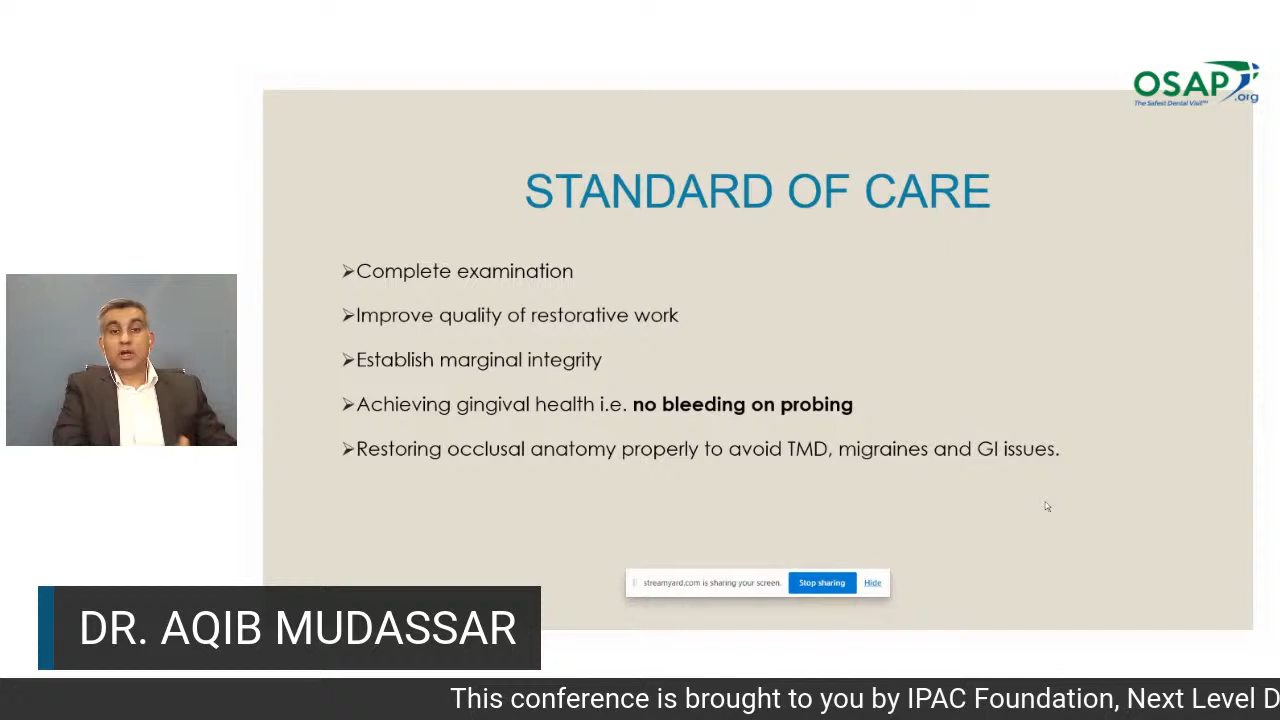 OSAP
.org
The Safest Dental Visit™
STANDARD OF CARE
➢Complete examination
➢Improve quality of restorative work
➢Establish marginal integrity
➢Achieving gingival health i.e. no bleeding on probing
➢Restoring occlusal anatomy properly to avoid TMD, migraines and GI issues.
streamyard.com is sharing your screen. Stop sharing Hide
DR. AQIB MUDASSAR
This conference is brought to you by IPAC Foundation, Next Level D